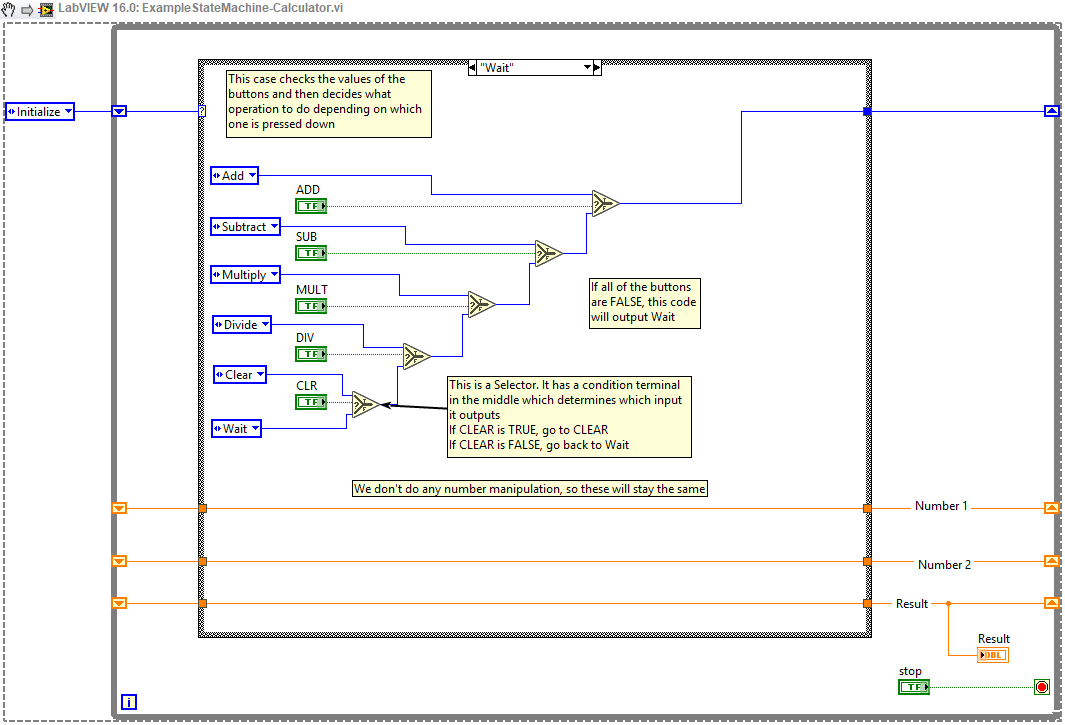 LabVIEW 16.0: ExampleStateMachine-Calculator.vi
"Wait"
This case checks the values of the
buttons and then decides what
operation to do depending on which
one is pressed down
Initialize
?
Add
ADD
TF
?
T
F
Subtract
SUB
TF
?
T
F
Multiply
MULT
TF
?
T
F
If all of the buttons
are FALSE, this code
will output Wait
Divide
DIV
TF
?
T
F
Clear
CLR
TF
?
T
F
Wait
This is a Selector. It has a condition terminal
in the middle which determines which input
it outputs
If CLEAR is TRUE, go to CLEAR
If CLEAR is FALSE, go back to Wait
We don't do any number manipulation, so these will stay the same
Number 1
Number 2
Result
Result
DBL
stop
TF
i